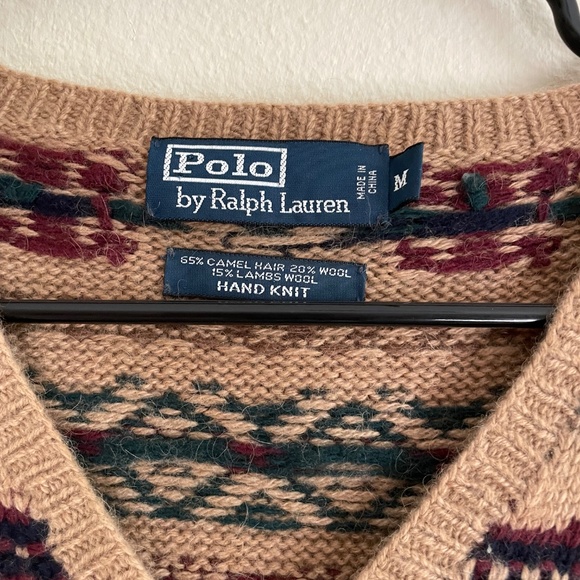 Polo
by Ralph Lauren
MADE IN
CHINA
M
65% CAMEL HAIR 20% WOOL
15% LAMBS WOOL
HAND KNIT